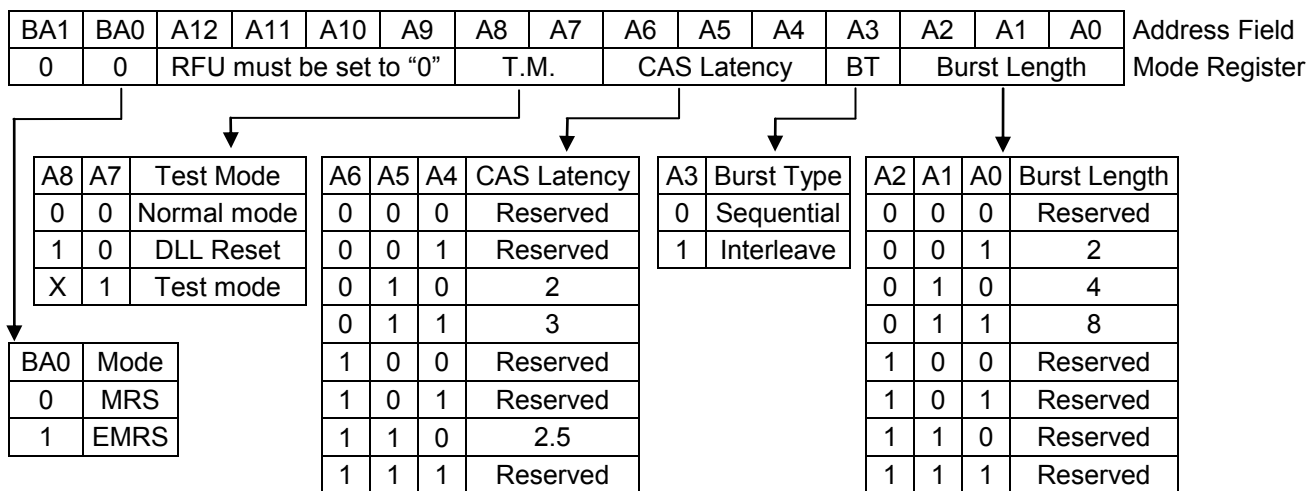 BA1 BA0 A12 A11 A10 A9 A8 A7 A6 A5 A4 A3 A2 A1 A0 Address Field
0 0 RFU must be set to “0” T.M. CAS Latency BT Burst Length Mode Register
A8 A7 Test Mode
0 0 Normal mode
1 0 DLL Reset
X 1 Test mode
BA0 Mode
0 MRS
1 EMRS
A6 A5 A4 CAS Latency
0 0 0 Reserved
0 0 1 Reserved
0 1 0 2
0 1 1 3
1 0 0 Reserved
1 0 1 Reserved
1 1 0 2.5
1 1 1 Reserved
A3 Burst Type
0 Sequential
1 Interleave
A2 A1 A0 Burst Length
0 0 0 Reserved
0 0 1 2
0 1 0 4
0 1 1 8
1 0 0 Reserved
1 0 1 Reserved
1 1 0 Reserved
1 1 1 Reserved